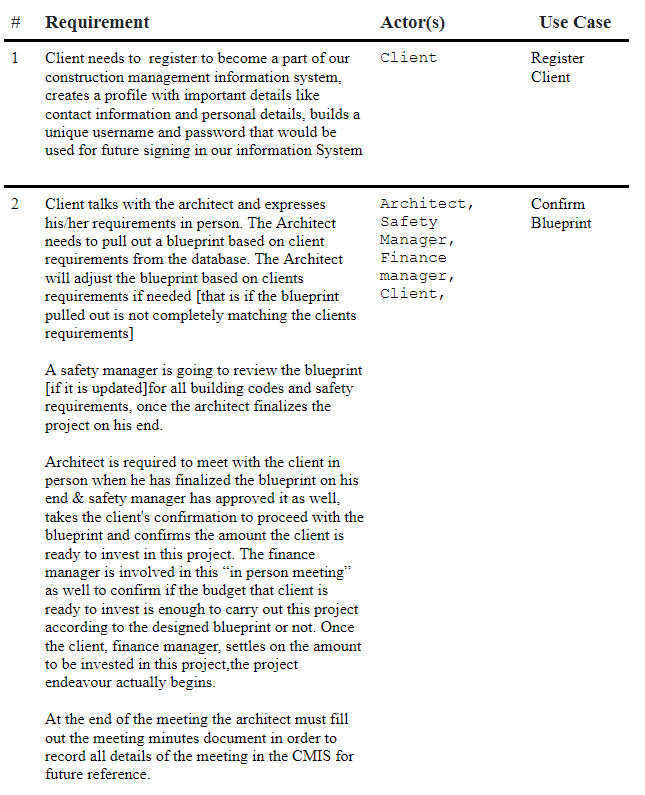 # Requirement Actor(s) Use Case
1 Client needs to register to become a part of our Client Register
construction management information system, Client
creates a profile with important details like
contact information and personal details, builds a
unique username and password that would be
used for future signing in our information System
2 Client talks with the architect and expresses Architect, Confirm
his/her requirements in person. The Architect Safety Blueprint
needs to pull out a blueprint based on client Manager,
requirements from the database. The Architect Finance
will adjust the blueprint based on clients manager,
requirements if needed [that is if the blueprint Client,
pulled out is not completely matching the clients
requirements]
A safety manager is going to review the blueprint
[if it is updated]for all building codes and safety
requirements, once the architect finalizes the
project on his end.
Architect is required to meet with the client in
person when he has finalized the blueprint on his
end & safety manager has approved it as well,
takes the client's confirmation to proceed with the
blueprint and confirms the amount the client is
ready to invest in this project. The finance
manager is involved in this “in person meeting”
as well to confirm if the budget that client is
ready to invest is enough to carry out this project
according to the designed blueprint or not. Once
the client, finance manager, settles on the amount
to be invested in this project,the project
endeavour actually begins.
At the end of the meeting the architect must fill
out the meeting minutes document in order to
record all details of the meeting in the CMIS for
future reference.